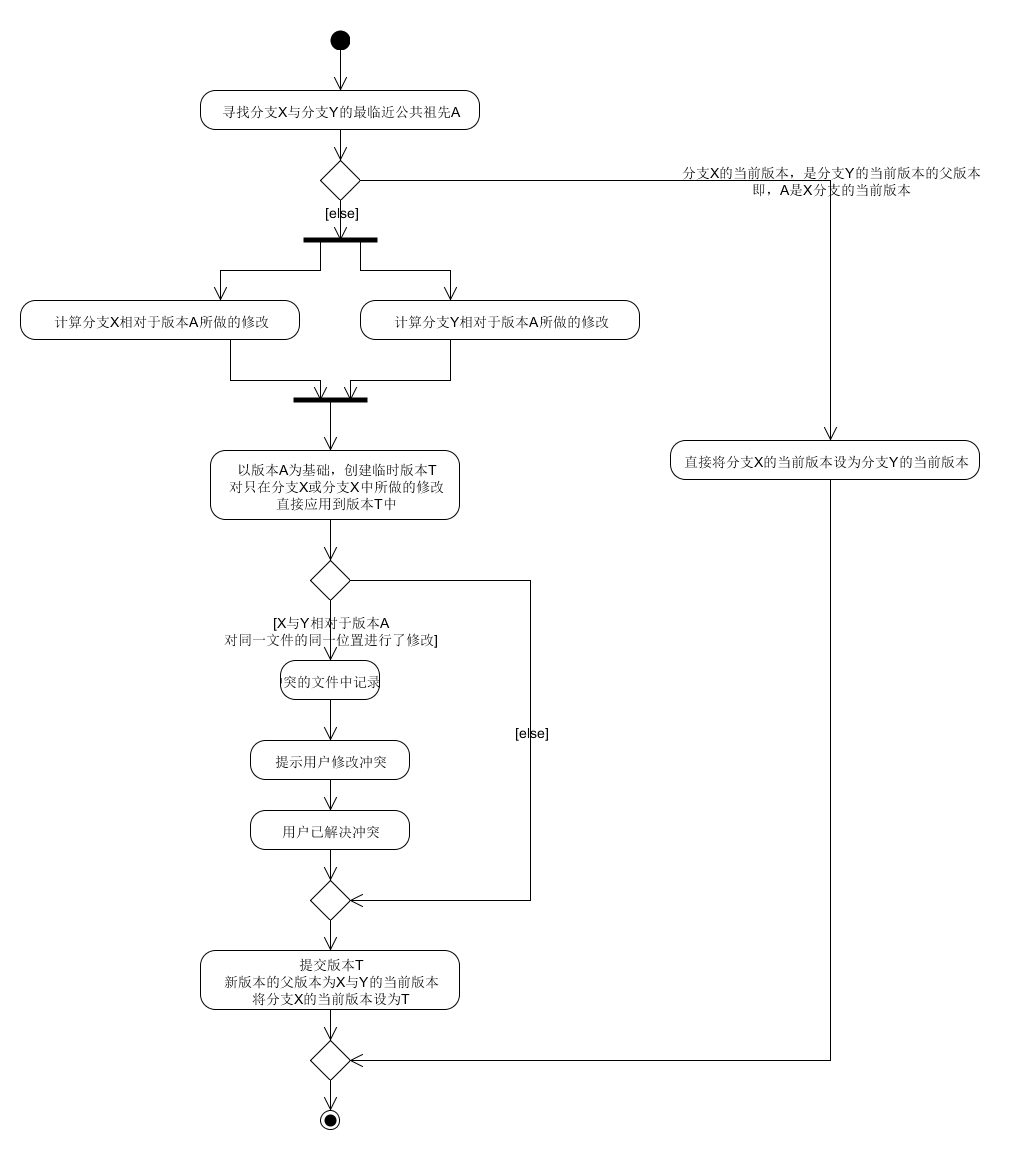 寻找分支X与分支Y的最临近公共祖先A
分支X的当前版本，是分支Y的当前版本的父版本
即，A是X分支的当前版本
[else]
计算分支X相对于版本A所做的修改
计算分支Y相对于版本A所做的修改
直接将分支X的当前版本设为分支Y的当前版本
以版本A为基础，创建临时版本T
对只在分支X或分支X中所做的修改
直接应用到版本T中
[X与Y相对于版本A
对同一文件的同一位置进行了修改]
突的文件中记录
[else]
提示用户修改冲突
用户已解决冲突
提交版本T
新版本的父版本为X与Y的当前版本
将分支X的当前版本设为T